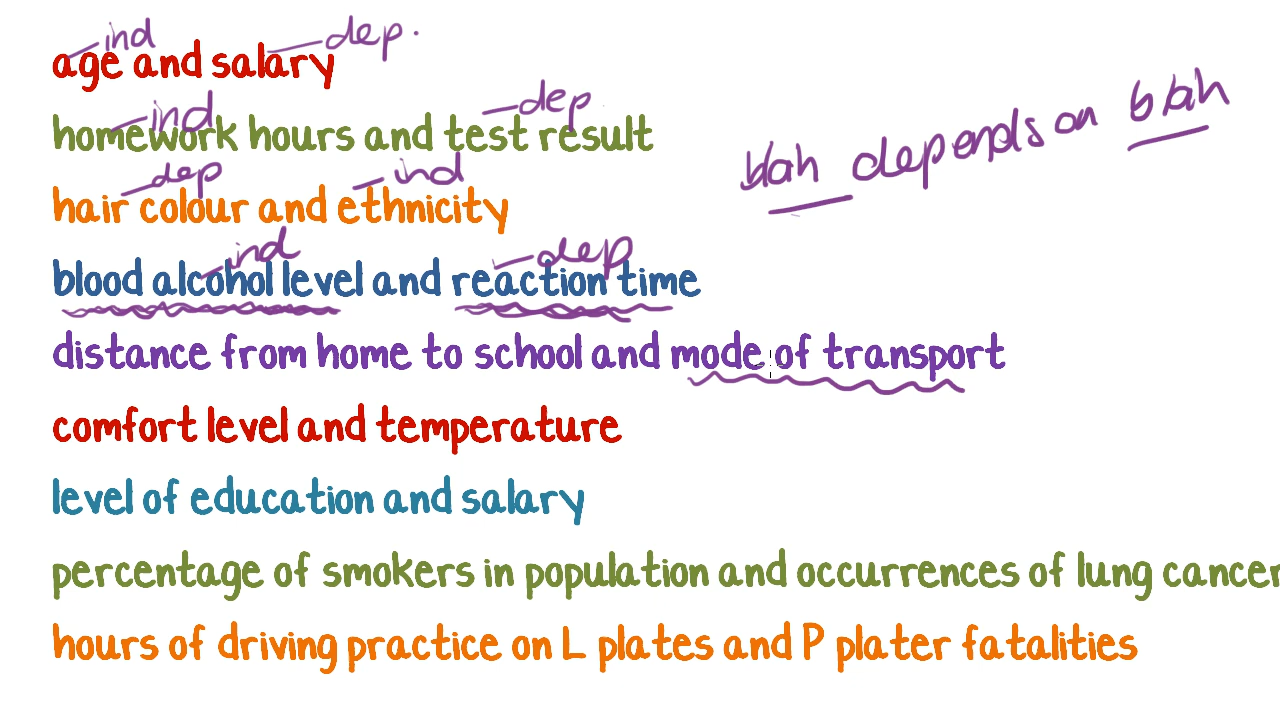 ind dep.
age and salary
ind dep
homework hours and test result
dep ind
hair colour and ethnicity
blah depends on blah
ind dep
blood alcohol level and reaction time
distance from home to school and mode of transport
comfort level and temperature
level of education and salary
percentage of smokers in population and occurrences of lung cancer
hours of driving practice on L plates and P plater fatalities